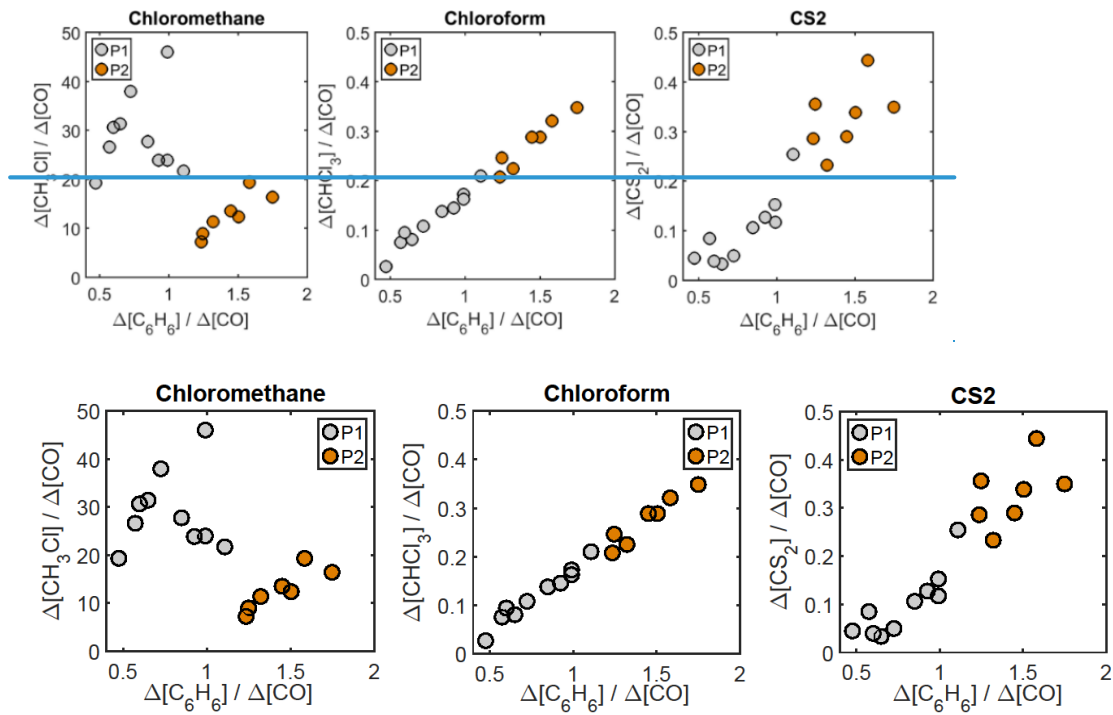 Chloromethane
50
40
30
20
10
0
P1
P2
Δ[CH₃Cl] / Δ[CO]
0.5 1 1.5 2
Δ[C₆H₆] / Δ[CO]
Chloroform
0.5
0.4
0.3
0.2
0.1
0
P1
P2
Δ[CHCl₃] / Δ[CO]
0.5 1 1.5 2
Δ[C₆H₆] / Δ[CO]
CS2
0.5
0.4
0.3
0.2
0.1
0
P1
P2
Δ[CS₂] / Δ[CO]
0.5 1 1.5 2
Δ[C₆H₆] / Δ[CO]
Chloromethane
50
40
30
20
10
0
P1
P2
Δ[CH₃Cl] / Δ[CO]
0.5 1 1.5 2
Δ[C₆H₆] / Δ[CO]
Chloroform
0.5
0.4
0.3
0.2
0.1
0
P1
P2
Δ[CHCl₃] / Δ[CO]
0.5 1 1.5 2
Δ[C₆H₆] / Δ[CO]
CS2
0.5
0.4
0.3
0.2
0.1
0
P1
P2
Δ[CS₂] / Δ[CO]
0.5 1 1.5 2
Δ[C₆H₆] / Δ[CO]